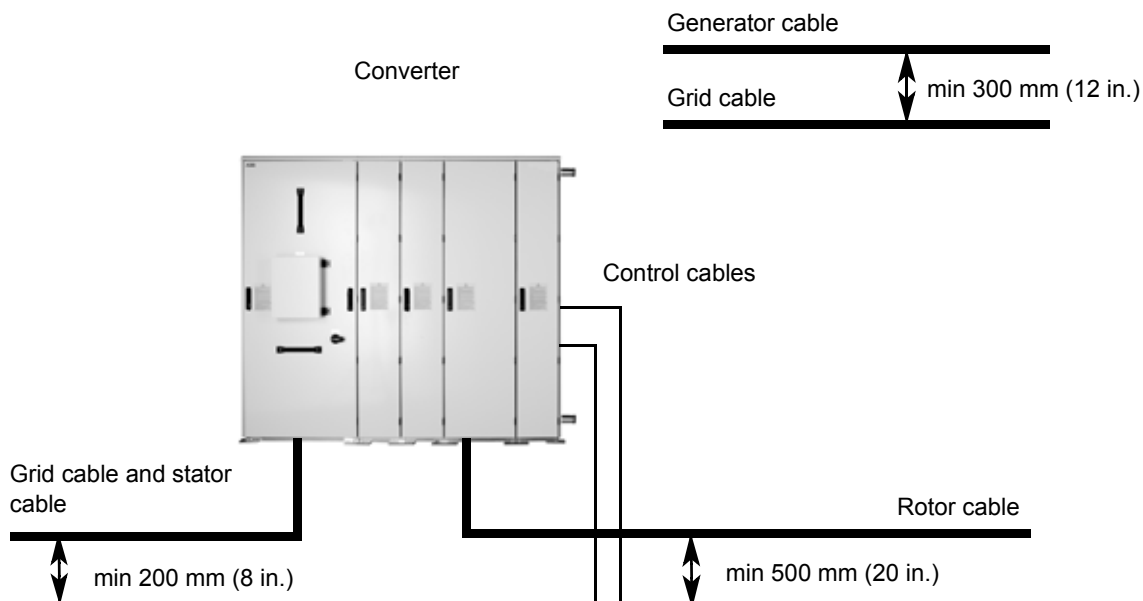 Generator cable
Converter
min 300 mm (12 in.)
Grid cable
Control cables
Grid cable and stator
cable
Rotor cable
min 200 mm (8 in.)
min 500 mm (20 in.)